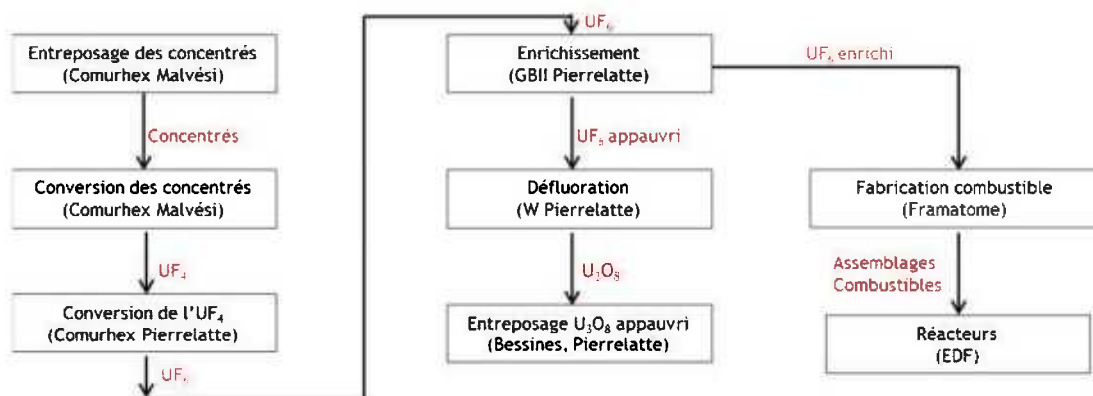 Entreposage des concentrés
(Comurhex Malvési)
Concentrés
Conversion des concentrés
(Comurhex Malvési)
UF₄
Conversion de l'UF₄
(Comurhex Pierrelatte)
UF₆
UF₆
Enrichissement
(GBII Pierrelatte)
UF₆ appauvri
Défluoration
(W Pierrelatte)
U₃O₈
Entreposage U₃O₈ appauvri
(Bessines, Pierrelatte)
UF₆ enrichi
Fabrication combustible
(Framatome)
Assemblages
Combustibles
Réacteurs
(EDF)